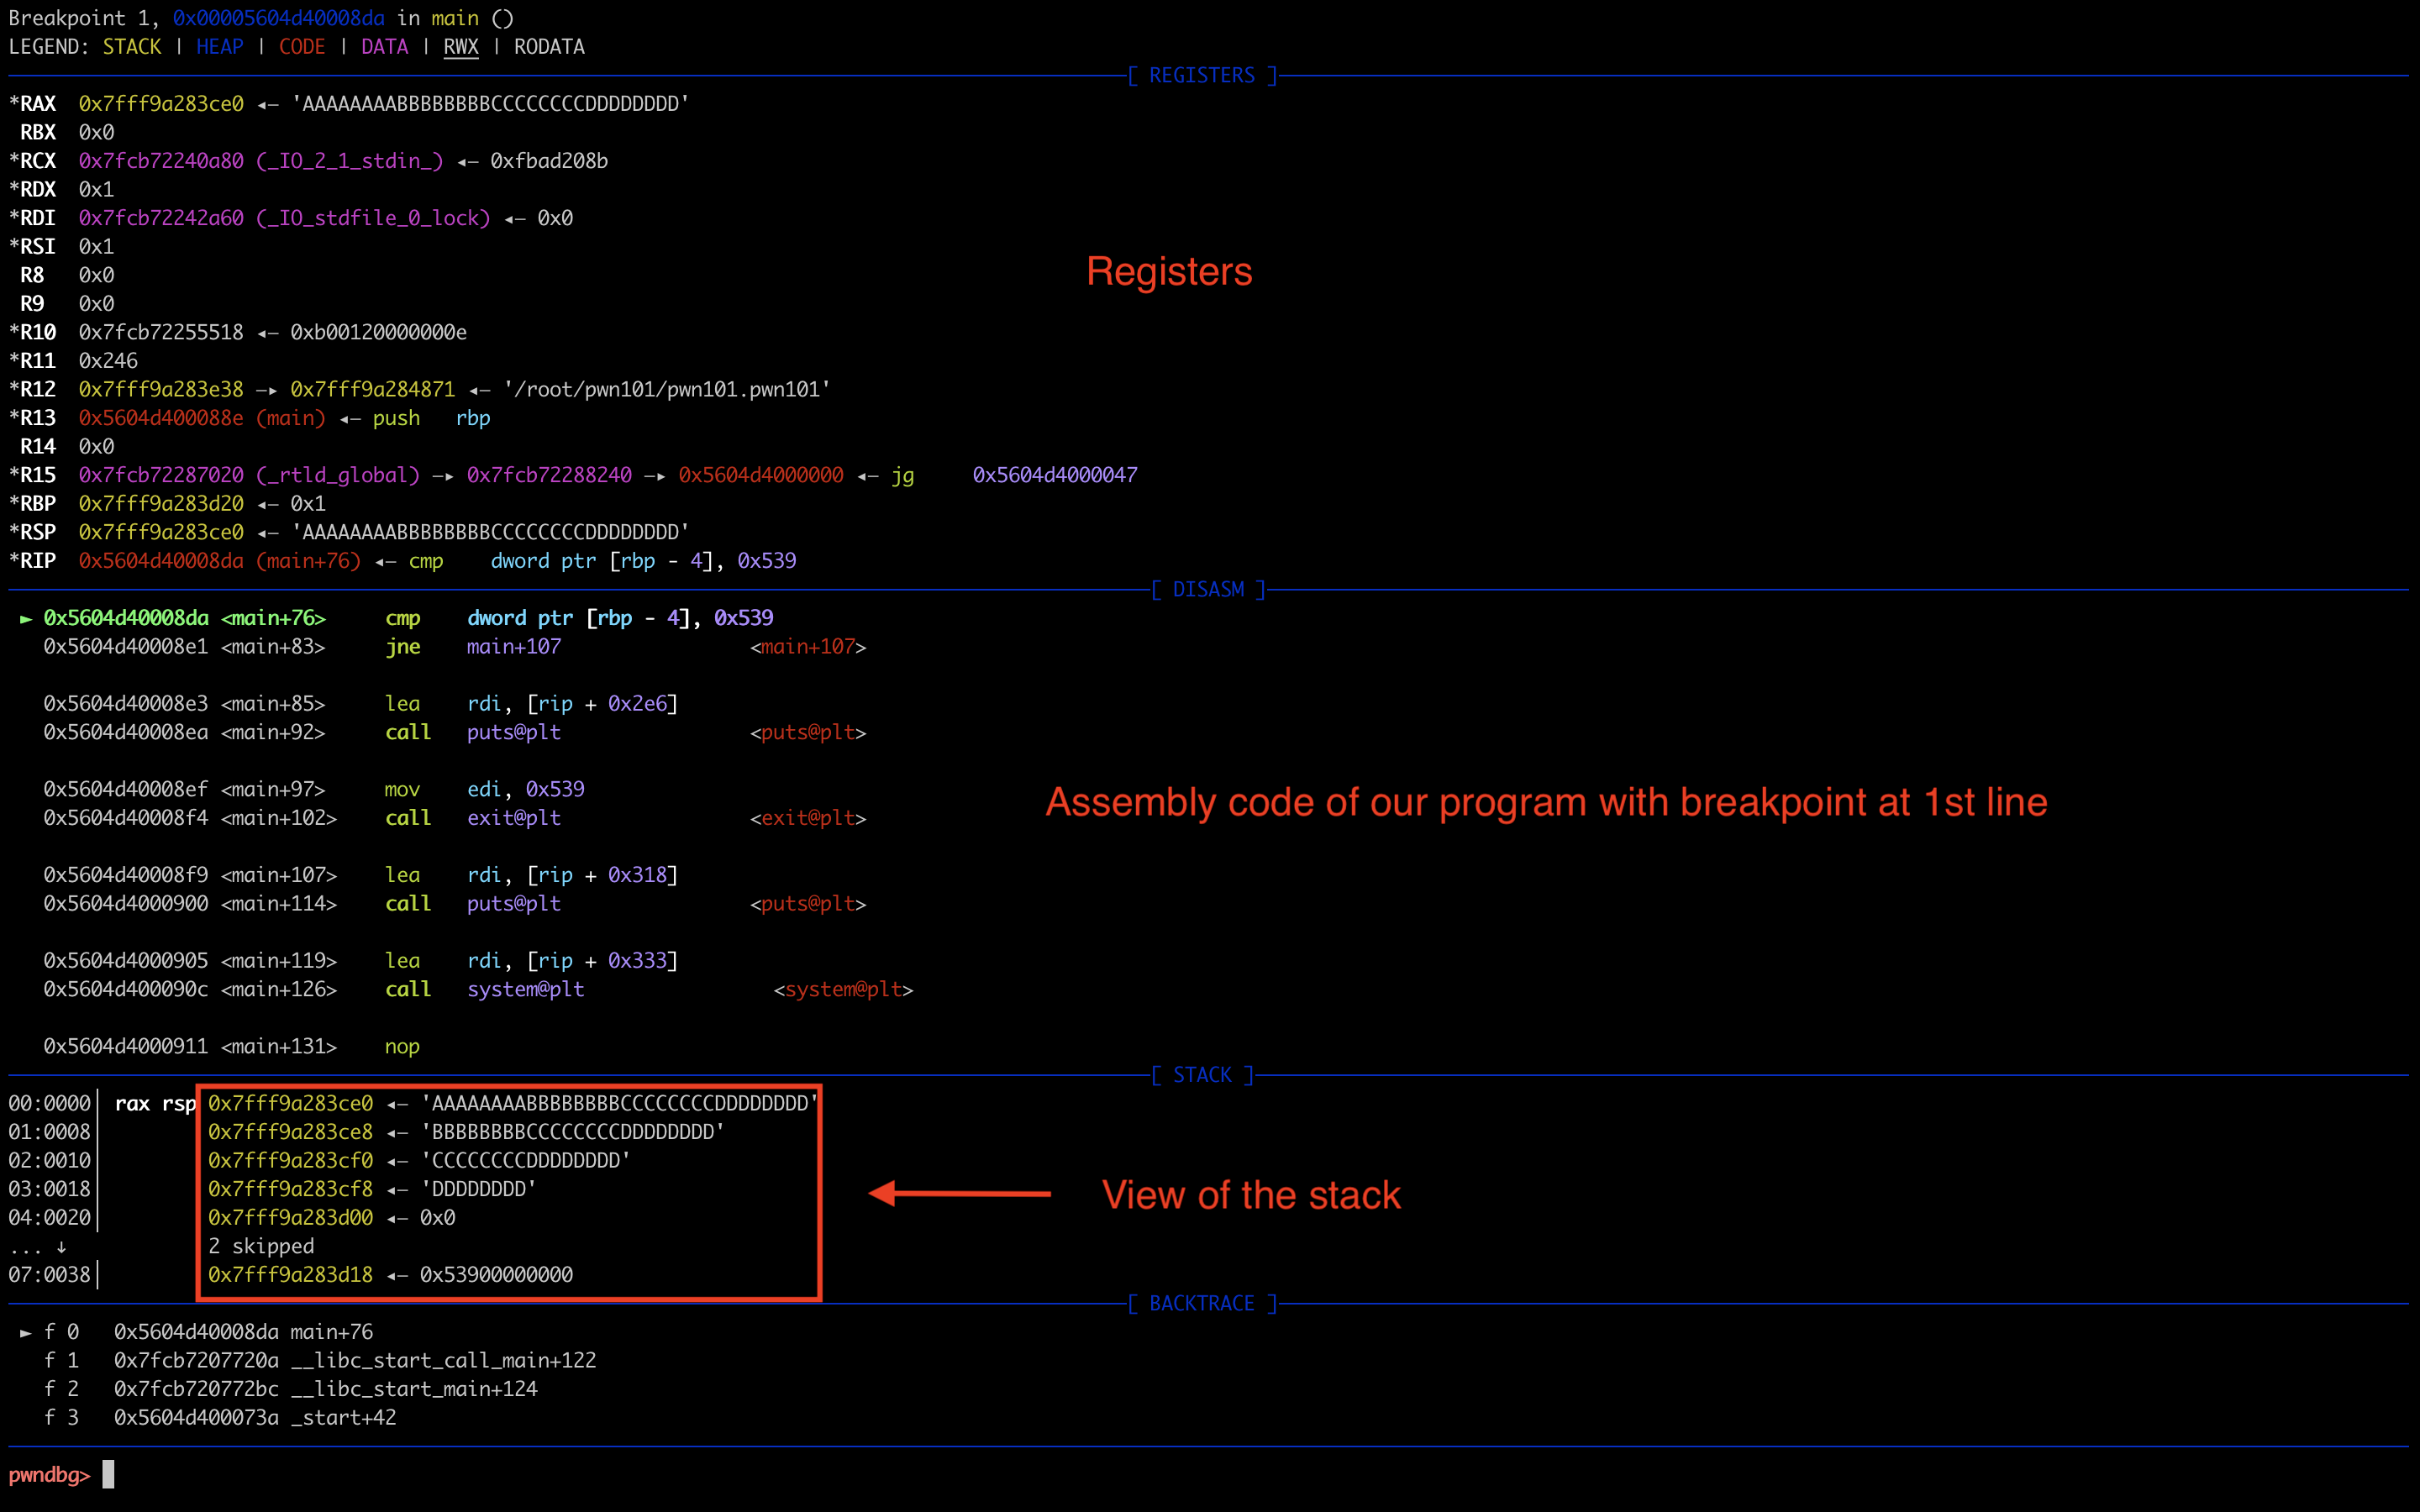 Breakpoint 1, 0x00005604d40008da in main ()
LEGEND: STACK | HEAP | CODE | DATA | RWX | RODATA
[ REGISTERS ]
*RAX  0x7fff9a283ce0 ◂— 'AAAAAAAABBBBBBBBCCCCCCCCDDDDDDDD'
 RBX  0x0
*RCX  0x7fcb72240a80 (_IO_2_1_stdin_) ◂— 0xfbad208b
*RDX  0x1
*RDI  0x7fcb72242a60 (_IO_stdfile_0_lock) ◂— 0x0
*RSI  0x1
Registers
 R8   0x0
 R9   0x0
*R10  0x7fcb72255518 ◂— 0xb00120000000e
*R11  0x246
*R12  0x7fff9a283e38 —▸ 0x7fff9a284871 ◂— '/root/pwn101/pwn101.pwn101'
*R13  0x5604d400088e (main) ◂— push   rbp
 R14  0x0
*R15  0x7fcb72287020 (_rtld_global) —▸ 0x7fcb72288240 —▸ 0x5604d4000000 ◂— jg     0x5604d4000047
*RBP  0x7fff9a283d20 ◂— 0x1
*RSP  0x7fff9a283ce0 ◂— 'AAAAAAAABBBBBBBBCCCCCCCCDDDDDDDD'
*RIP  0x5604d40008da (main+76) ◂— cmp    dword ptr [rbp - 4], 0x539
[ DISASM ]
 ► 0x5604d40008da <main+76>     cmp    dword ptr [rbp - 4], 0x539
   0x5604d40008e1 <main+83>     jne    main+107                <main+107>
   0x5604d40008e3 <main+85>     lea    rdi, [rip + 0x2e6]
   0x5604d40008ea <main+92>     call   puts@plt                <puts@plt>
   0x5604d40008ef <main+97>     mov    edi, 0x539
Assembly code of our program with breakpoint at 1st line
   0x5604d40008f4 <main+102>    call   exit@plt                <exit@plt>
   0x5604d40008f9 <main+107>    lea    rdi, [rip + 0x318]
   0x5604d4000900 <main+114>    call   puts@plt                <puts@plt>
   0x5604d4000905 <main+119>    lea    rdi, [rip + 0x333]
   0x5604d400090c <main+126>    call   system@plt                <system@plt>
   0x5604d4000911 <main+131>    nop
[ STACK ]
00:0000│ rax rsp 0x7fff9a283ce0 ◂— 'AAAAAAAABBBBBBBBCCCCCCCCDDDDDDDD'
01:0008│         0x7fff9a283ce8 ◂— 'BBBBBBBBCCCCCCCCDDDDDDDD'
02:0010│         0x7fff9a283cf0 ◂— 'CCCCCCCCDDDDDDDD'
03:0018│         0x7fff9a283cf8 ◂— 'DDDDDDDD'
View of the stack
04:0020│         0x7fff9a283d00 ◂— 0x0
... ↓            2 skipped
07:0038│         0x7fff9a283d18 ◂— 0x53900000000
[ BACKTRACE ]
 ► f 0   0x5604d40008da main+76
   f 1   0x7fcb7207720a __libc_start_call_main+122
   f 2   0x7fcb720772bc __libc_start_main+124
   f 3   0x5604d400073a _start+42
pwndbg>